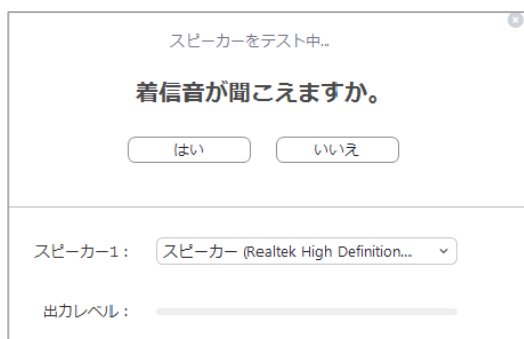 スピーカーをテスト中...
着信音が聞こえますか。
はい
いいえ
スピーカー1：
スピーカー (Realtek High Definition...
出力レベル：